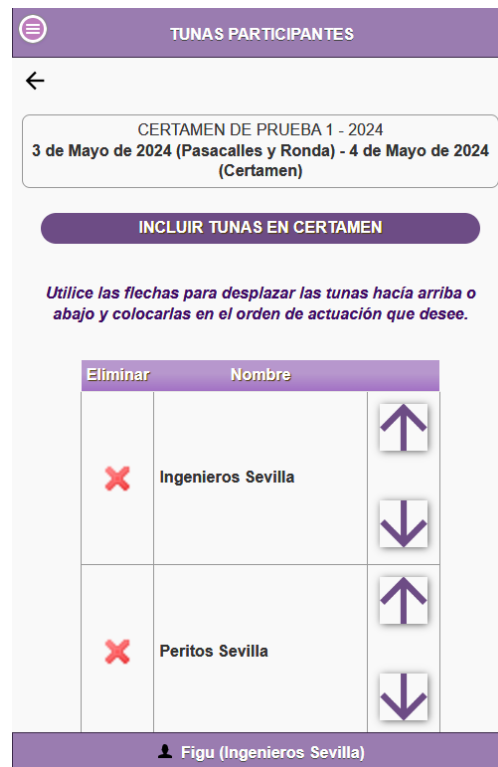 TUNAS PARTICIPANTES
CERTAMEN DE PRUEBA 1 - 2024
3 de Mayo de 2024 (Pasacalles y Ronda) - 4 de Mayo de 2024
(Certamen)
INCLUIR TUNAS EN CERTAMEN
Utilice las flechas para desplazar las tunas hacía arriba o
abajo y colocarlas en el orden de actuación que desee.
Eliminar Nombre
Ingenieros Sevilla
Peritos Sevilla
Figu (Ingenieros Sevilla)